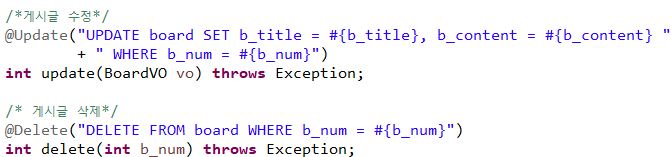 /*게시글 수정*/
@Update("UPDATE board SET b_title = #{b_title}, b_content = #{b_content} "
+ " WHERE b_num = #{b_num}")
int update(BoardVO vo) throws Exception;
/* 게시글 삭제*/
@Delete("DELETE FROM board WHERE b_num = #{b_num}")
int delete(int b_num) throws Exception;